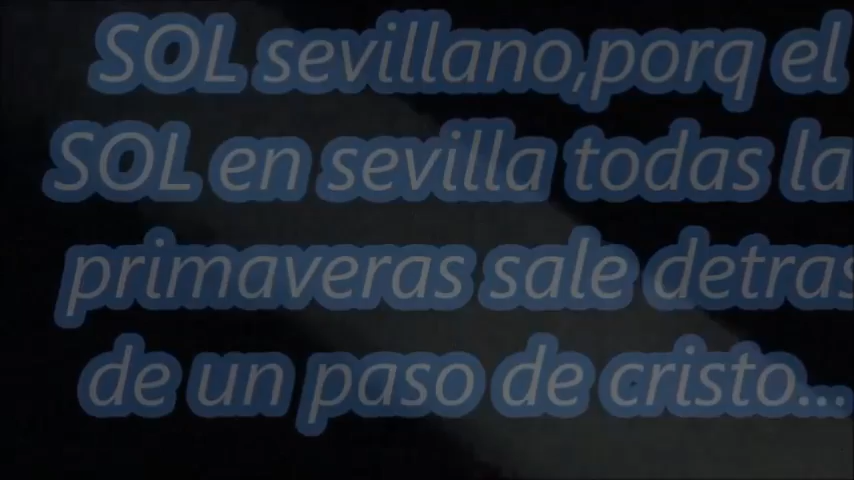 SOL sevillano,porq el
SOL en sevilla todas la
primaveras sale detras
de un paso de cristo...